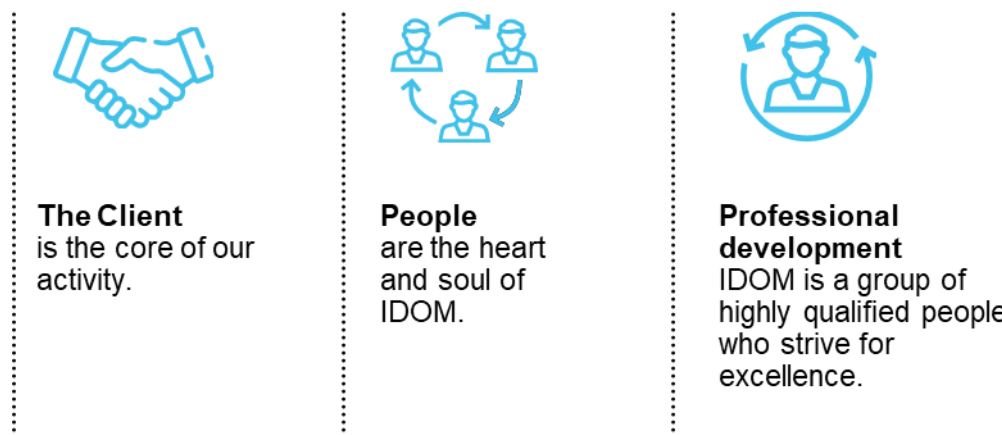 The Client
is the core of our
activity.
People
are the heart
and soul of
IDOM.
Professional
development
IDOM is a group of
highly qualified people
who strive for
excellence.